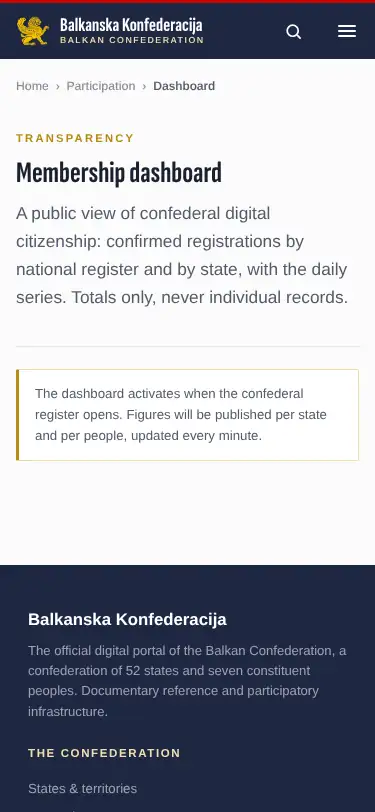 Balkanska Konfederacija
BALKAN CONFEDERATION
Home › Participation › Dashboard
TRANSPARENCY
Membership dashboard
A public view of confederal digital
citizenship: confirmed registrations by
national register and by state, with the daily
series. Totals only, never individual records.
The dashboard activates when the confederal
register opens. Figures will be published per state
and per people, updated every minute.
Balkanska Konfederacija
The official digital portal of the Balkan Confederation, a
confederation of 52 states and seven constituent
peoples. Documentary reference and participatory
infrastructure.
THE CONFEDERATION
States & territories